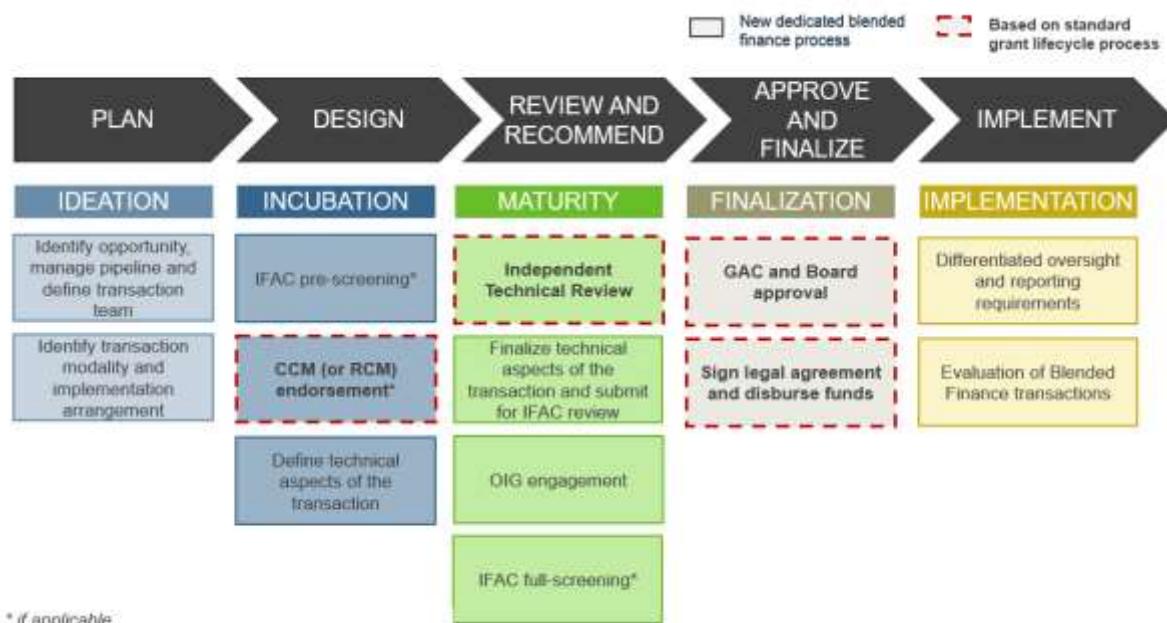 New dedicated blended
finance process
Based on standard
grant lifecycle process
PLAN
DESIGN
REVIEW AND
RECOMMEND
APPROVE
AND
FINALIZE
IMPLEMENT
IDEATION
INCUBATION
MATURITY
FINALIZATION
IMPLEMENTATION
Identify opportunity,
manage pipeline and
define transaction
team
Identify transaction
modality and
implementation
arrangement
IFAC pre-screening*
CCM (or RCM)
endorsement*
Define technical
aspects of the
transaction
Independent
Technical Review
Finalize technical
aspects of the
transaction and submit
for IFAC review
OIG engagement
IFAC full-screening*
GAC and Board
approval
Sign legal agreement
and disburse funds
Differentiated oversight
and reporting
requirements
Evaluation of Blended
Finance transactions
* if applicable